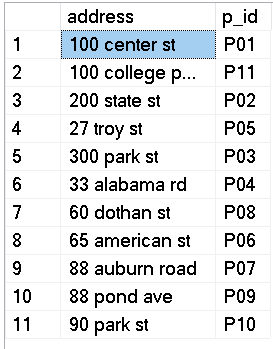 address p_id
1 100 center st P01
2 100 college p... P11
3 200 state st P02
4 27 troy st P05
5 300 park st P03
6 33 alabama rd P04
7 60 dothan st P08
8 65 american st P06
9 88 auburn road P07
10 88 pond ave P09
11 90 park st P10